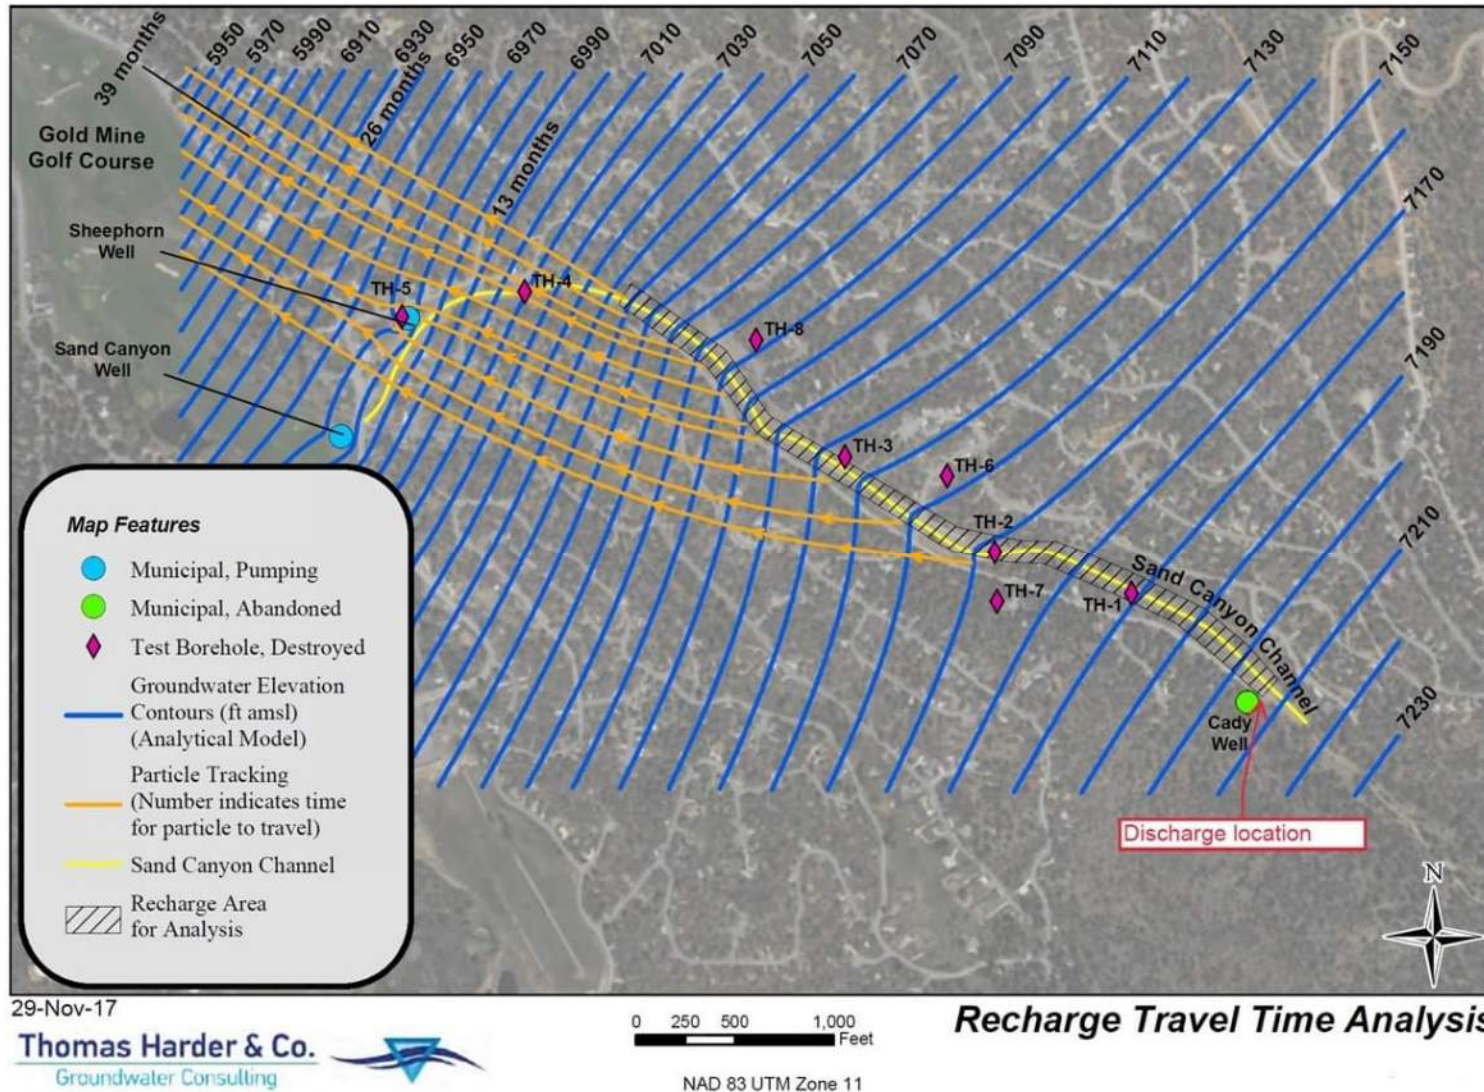 39 months
5950
5970
5990
6910
6930
6950
6970
6990
7010
7030
7050
7070
7090
7110
7130
7150
26 months
13 months
7170
7190
7210
7230
Gold Mine
Golf Course
Sheephorn
Well
Sand Canyon
Well
TH-5
TH-4
TH-8
TH-3
TH-6
TH-2
TH-7
TH-1
Sand Canyon Channel
Cady
Well
Discharge location
Map Features
Municipal, Pumping
Municipal, Abandoned
Test Borehole, Destroyed
Groundwater Elevation
Contours (ft amsl)
(Analytical Model)
Particle Tracking
(Number indicates time
for particle to travel)
Sand Canyon Channel
Recharge Area
for Analysis
N
29-Nov-17
Thomas Harder & Co.
Groundwater Consulting
0 250 500 1,000
Feet
NAD 83 UTM Zone 11
Recharge Travel Time Analysis